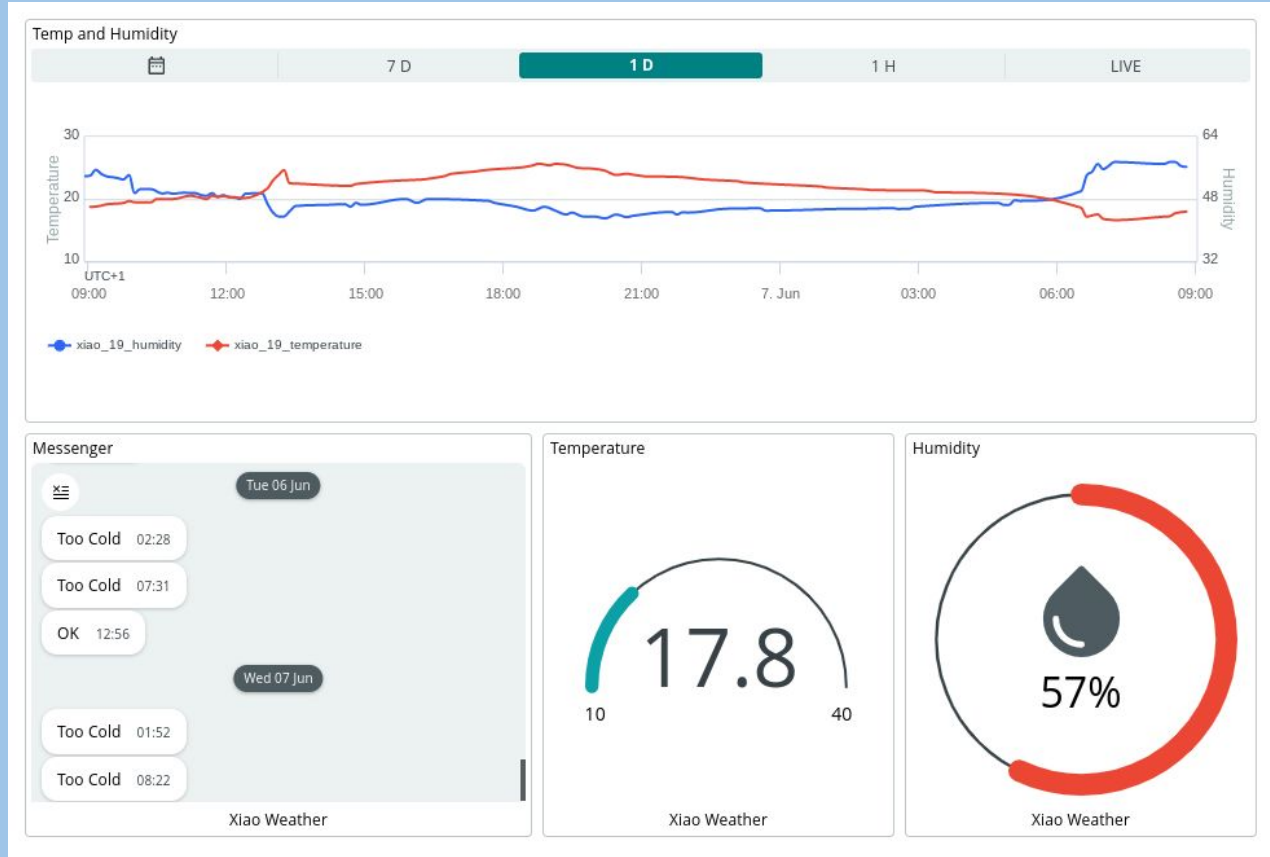 Temp and Humidity
7 D
1 D
1 H
LIVE
30
64
Temperature
20
48
Humidity
10
32
UTC+1
09:00
12:00
15:00
18:00
21:00
7. Jun
03:00
06:00
09:00
xiao_19_humidity
xiao_19_temperature
Messenger
Tue 06 Jun
Too Cold 02:28
Too Cold 07:31
OK 12:56
Wed 07 Jun
Too Cold 01:52
Too Cold 08:22
Xiao Weather
Temperature
17.8
10
40
Xiao Weather
Humidity
57%
Xiao Weather